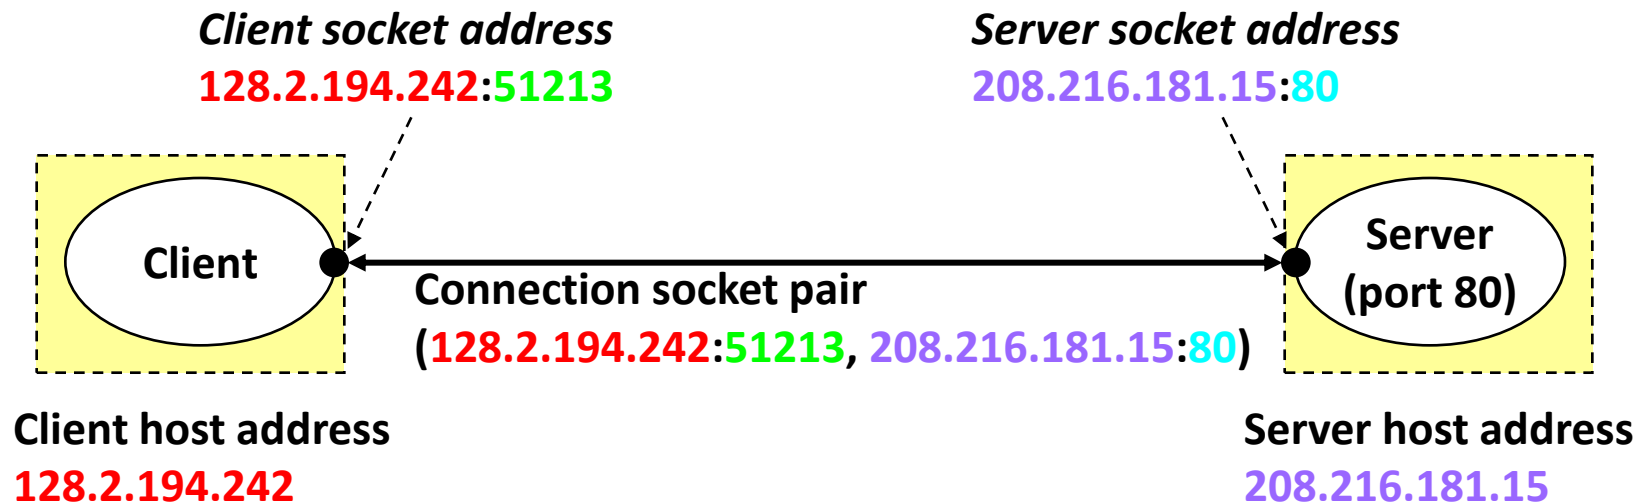 Client socket address
128.2.194.242:51213
Server socket address
208.216.181.15:80
Client
Server
(port 80)
Connection socket pair
(128.2.194.242:51213, 208.216.181.15:80)
Client host address
128.2.194.242
Server host address
208.216.181.15